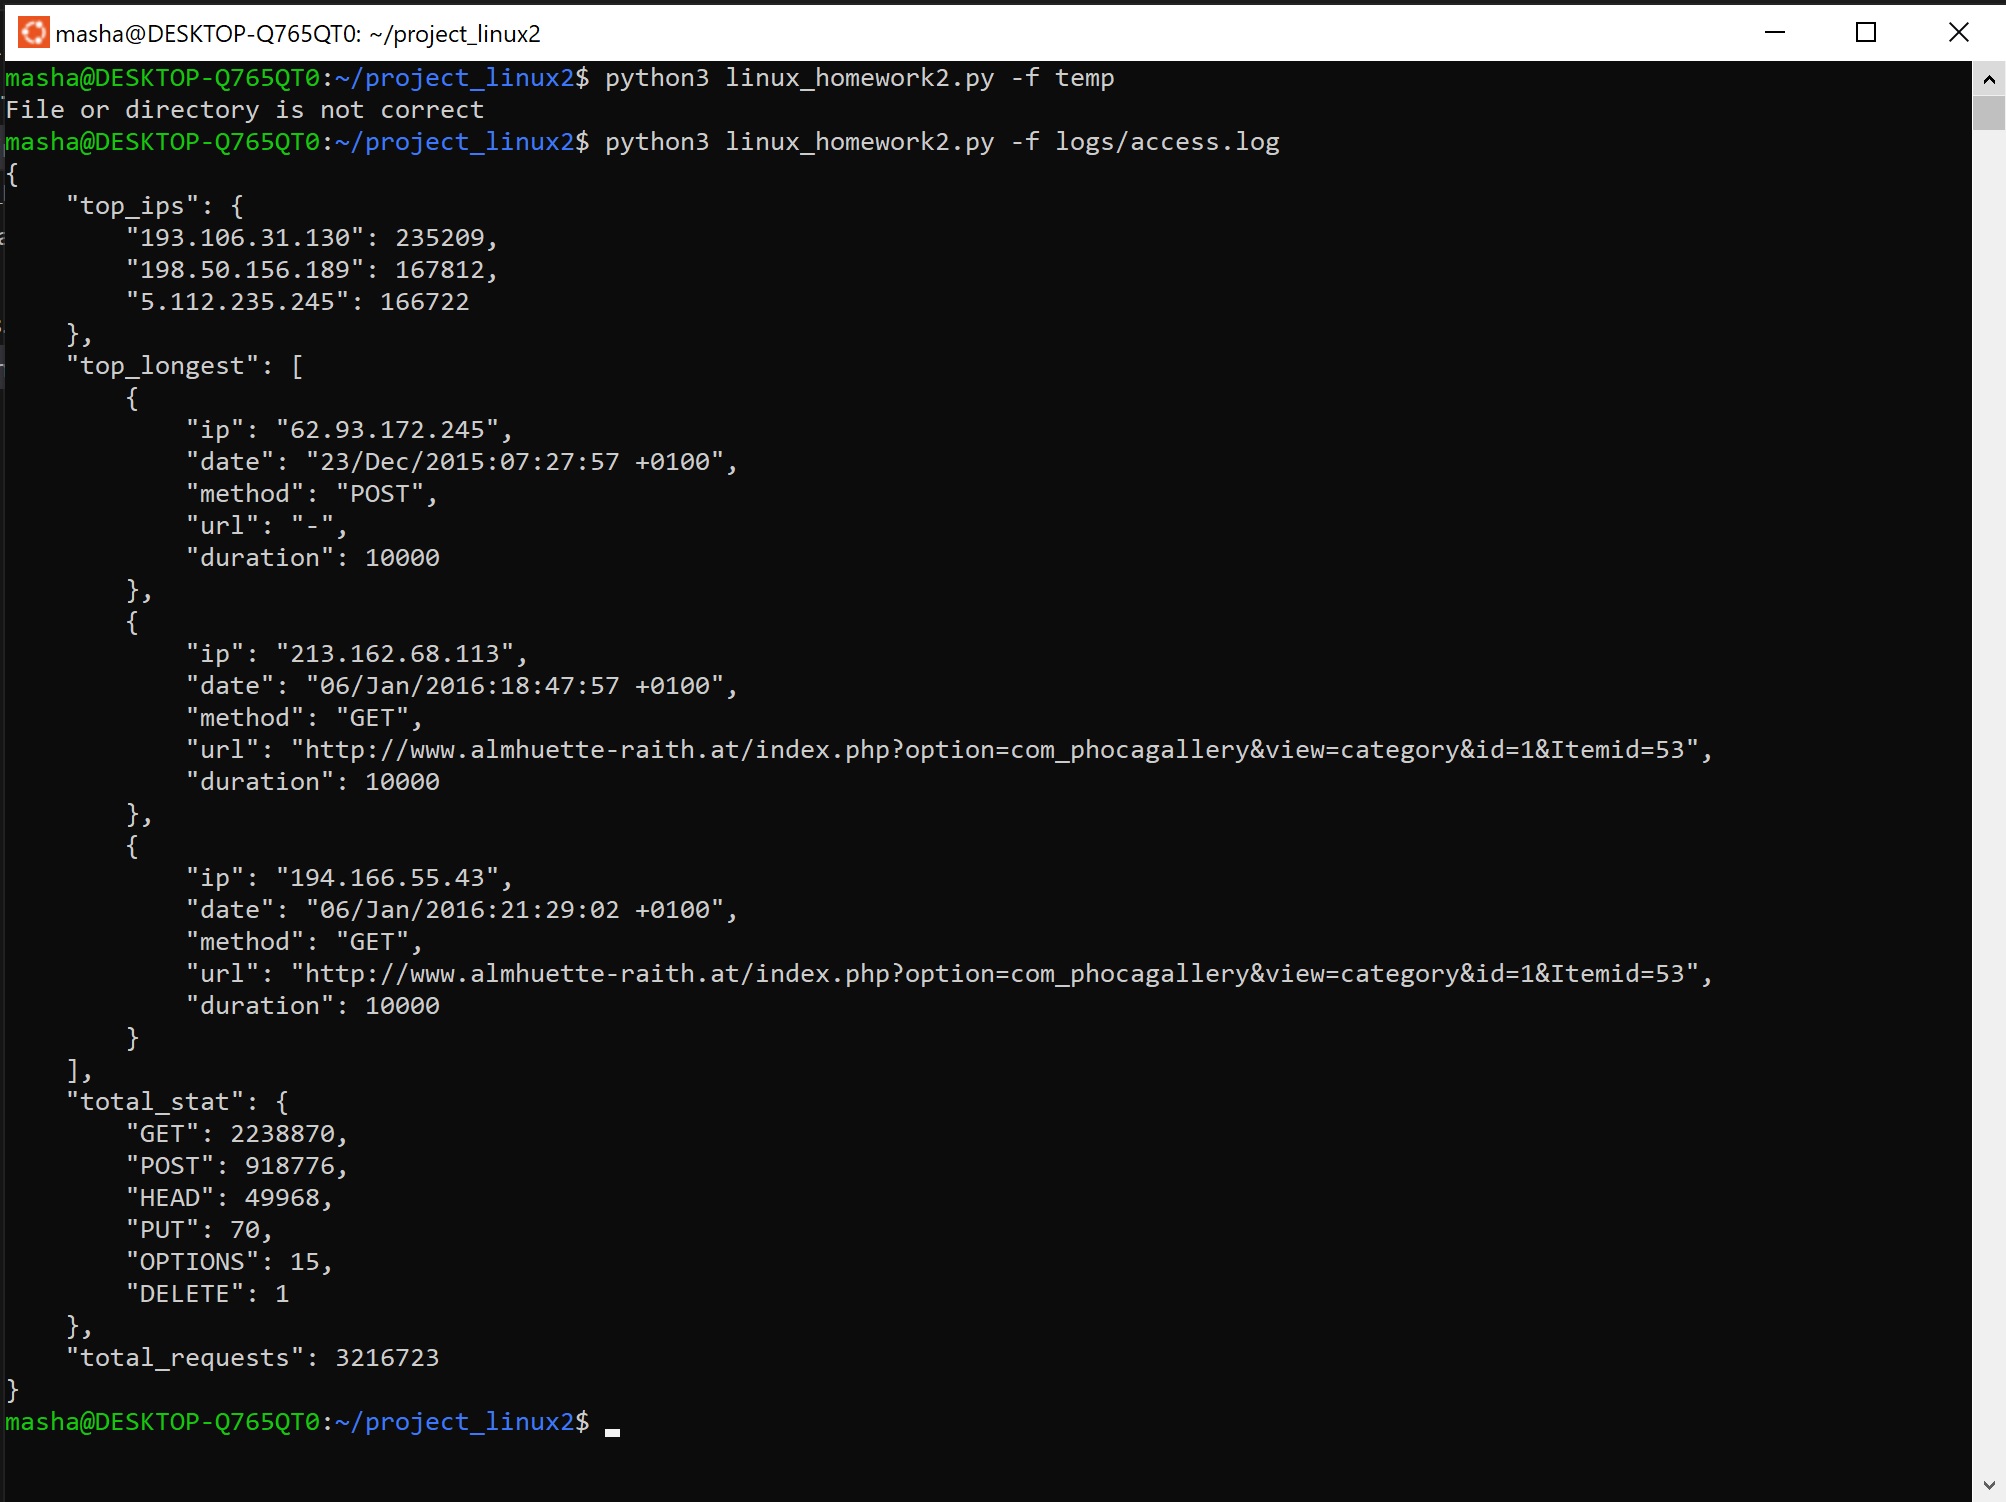 masha@DESKTOP-Q765QT0: ~/project_linux2
masha@DESKTOP-Q765QT0:~/project_linux2$ python3 linux_homework2.py -f temp
File or directory is not correct
masha@DESKTOP-Q765QT0:~/project_linux2$ python3 linux_homework2.py -f logs/access.log
{
    "top_ips": {
        "193.106.31.130": 235209,
        "198.50.156.189": 167812,
        "5.112.235.245": 166722
    },
    "top_longest": [
        {
            "ip": "62.93.172.245",
            "date": "23/Dec/2015:07:27:57 +0100",
            "method": "POST",
            "url": "-",
            "duration": 10000
        },
        {
            "ip": "213.162.68.113",
            "date": "06/Jan/2016:18:47:57 +0100",
            "method": "GET",
            "url": "http://www.almhuette-raith.at/index.php?option=com_phocagallery&view=category&id=1&Itemid=53",
            "duration": 10000
        },
        {
            "ip": "194.166.55.43",
            "date": "06/Jan/2016:21:29:02 +0100",
            "method": "GET",
            "url": "http://www.almhuette-raith.at/index.php?option=com_phocagallery&view=category&id=1&Itemid=53",
            "duration": 10000
        }
    ],
    "total_stat": {
        "GET": 2238870,
        "POST": 918776,
        "HEAD": 49968,
        "PUT": 70,
        "OPTIONS": 15,
        "DELETE": 1
    },
    "total_requests": 3216723
}
masha@DESKTOP-Q765QT0:~/project_linux2$